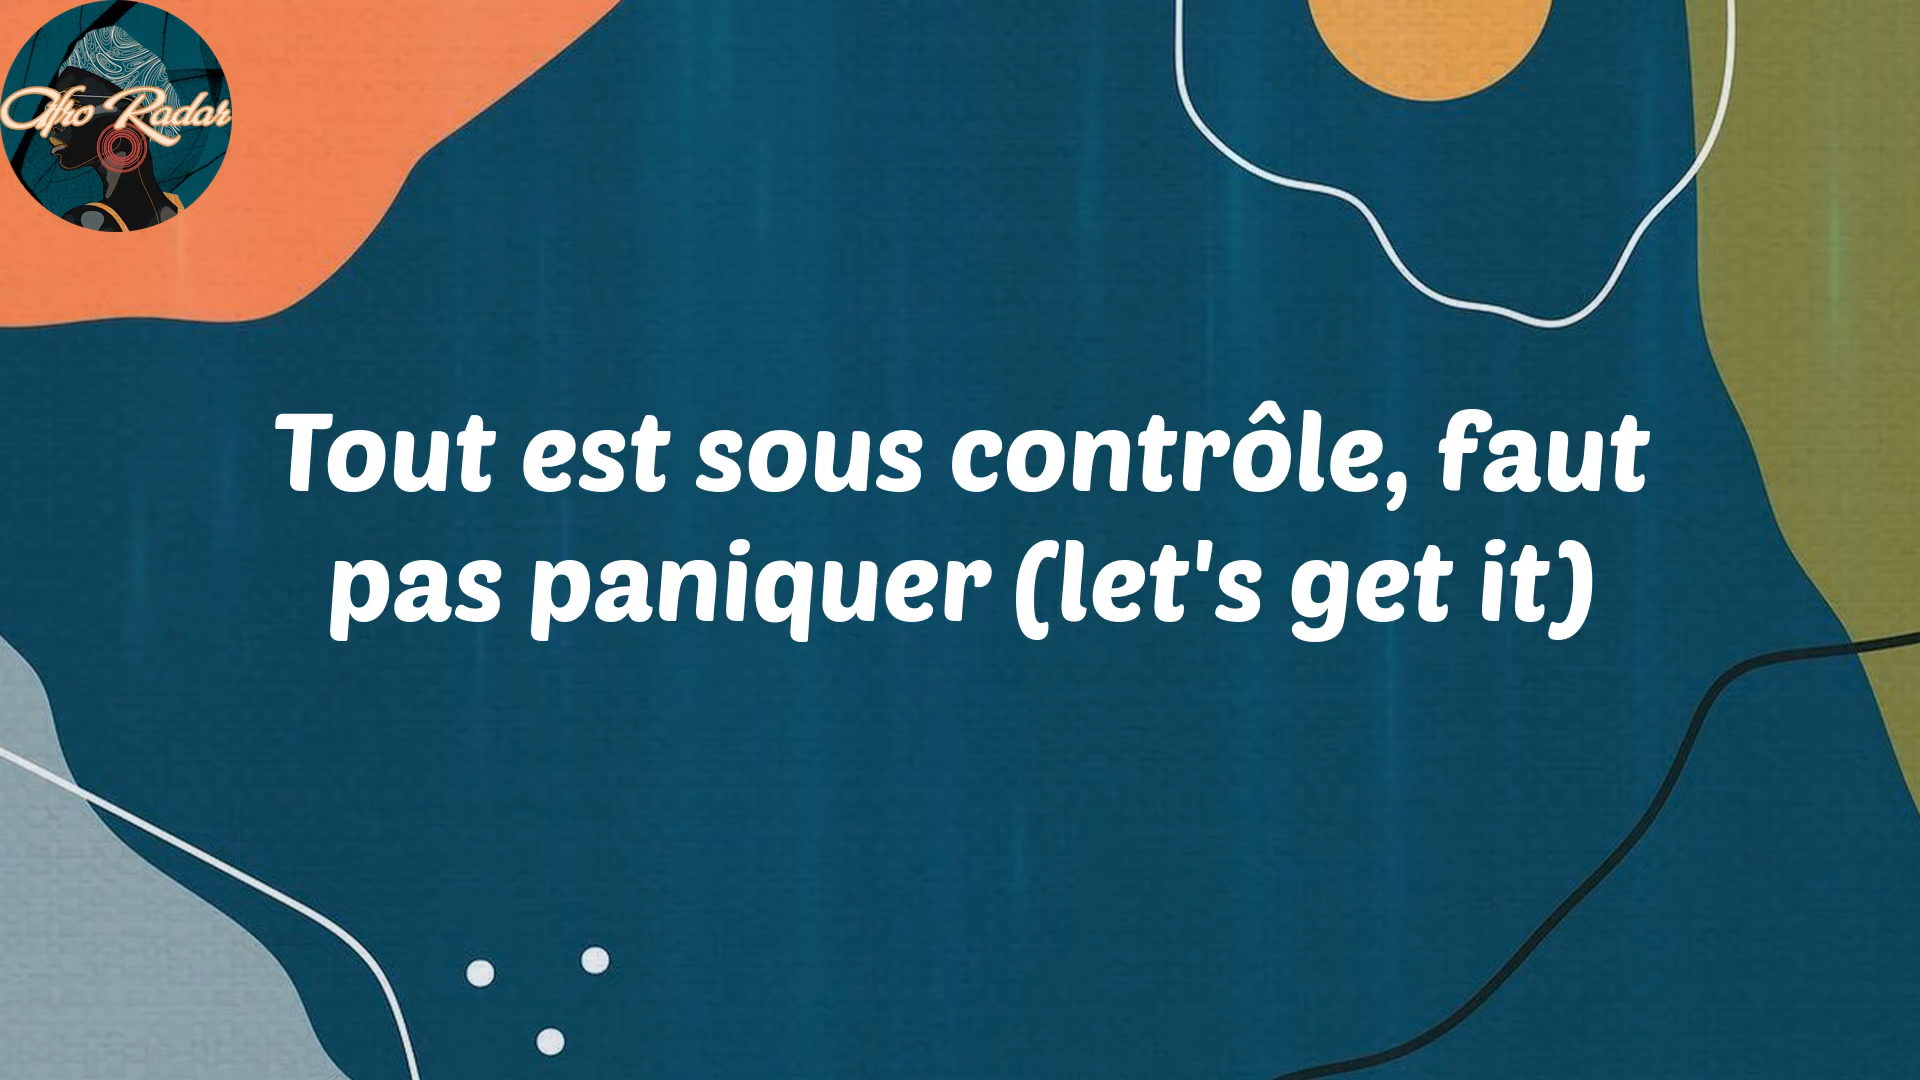 Afro Radar
Tout est sous contrôle, faut
pas paniquer (let's get it)